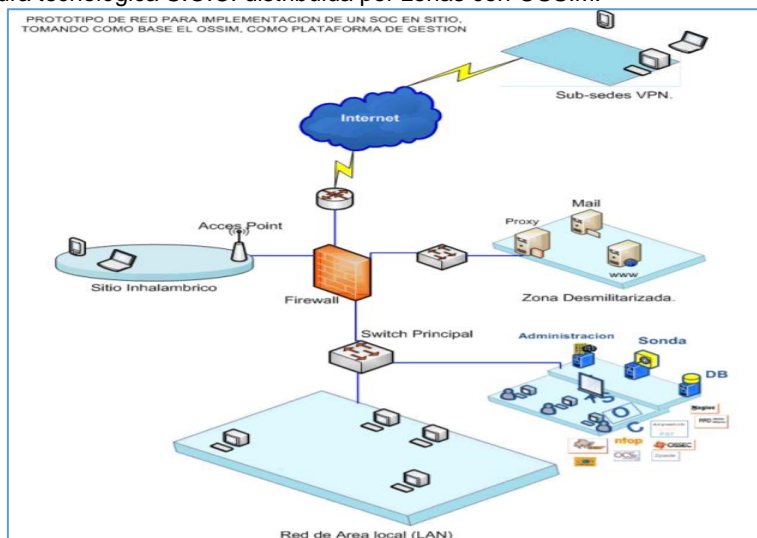 PROTOTIPO DE RED PARA IMPLEMENTACION DE UN SOC EN SITIO,
TOMANDO COMO BASE EL OSSIM, COMO PLATAFORMA DE GESTION
Internet
Sub-sedes VPN.
Acces Point
Mail
Proxy
www
Sitio Inhalambrico
Firewall
Zona Desmilitarizada.
Switch Principal
Administracion
Sonda
DB
S
O
C
Nagios
ntop
OSSEC
OCS
Red de Area local (LAN)